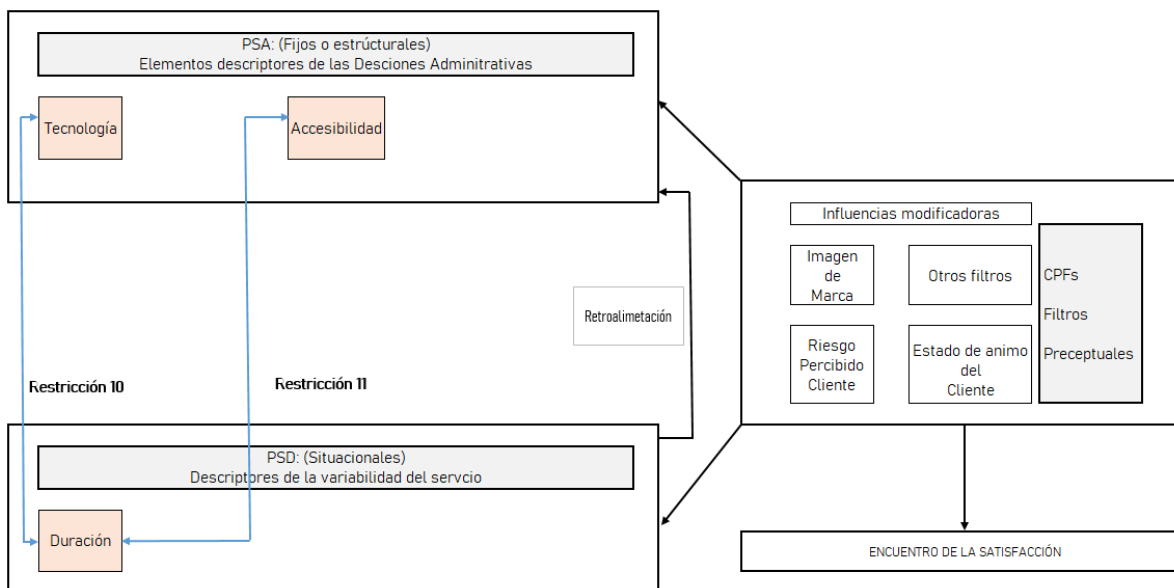 PSA: (Fijos o estrúcturales)
Elementos descriptores de las Desciones Adminitrativas
Tecnología
Accesibilidad
Influencias modificadoras
Imagen
de
Marca
Otros filtros
CPFs
Filtros
Preceptuales
Riesgo
Percibido
Cliente
Estado de animo
del
Cliente
Retroalimetación
Restricción 10
Restricción 11
PSD: (Situacionales)
Descriptores de la variabilidad del servcio
Duración
ENCUENTRO DE LA SATISFACCIÓN